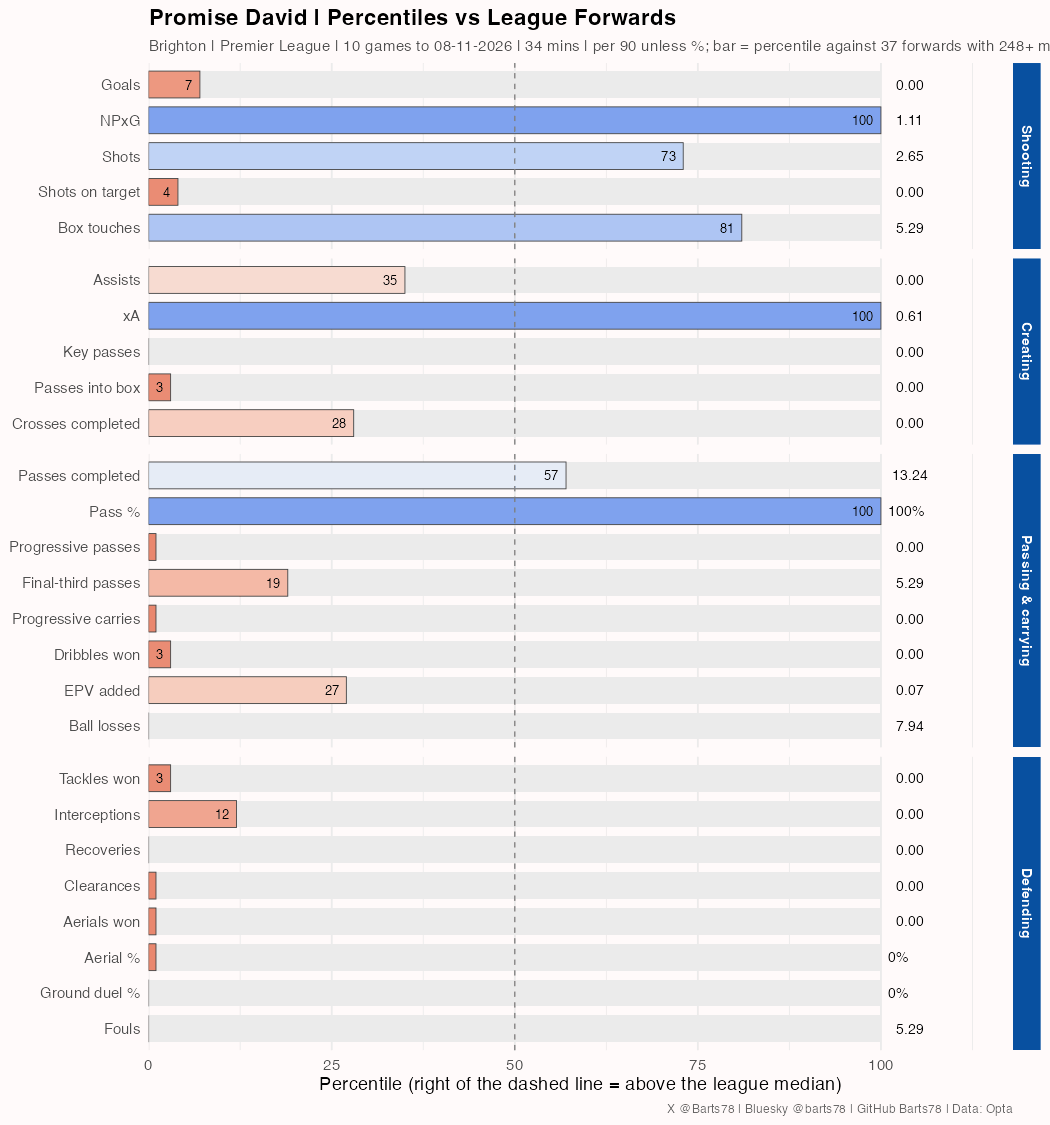 Promise David | Percentiles vs League Forwards
Brighton | Premier League | 10 games to 08-11-2026 | 34 mins | per 90 unless %; bar = percentile against 37 forwards with 248+ m
Shooting
Goals 7 0.00
NPxG 100 1.11
Shots 73 2.65
Shots on target 4 0.00
Box touches 81 5.29
Creating
Assists 35 0.00
xA 100 0.61
Key passes 0.00
Passes into box 3 0.00
Crosses completed 28 0.00
Passing & carrying
Passes completed 57 13.24
Pass % 100 100%
Progressive passes 0.00
Final-third passes 19 5.29
Progressive carries 0.00
Dribbles won 3 0.00
EPV added 27 0.07
Ball losses 7.94
Defending
Tackles won 3 0.00
Interceptions 12 0.00
Recoveries 0.00
Clearances 0.00
Aerials won 0.00
Aerial % 0%
Ground duel % 0%
Fouls 5.29
0 25 50 75 100
Percentile (right of the dashed line = above the league median)
X @Barts78 | Bluesky @barts78 | GitHub Barts78 | Data: Opta